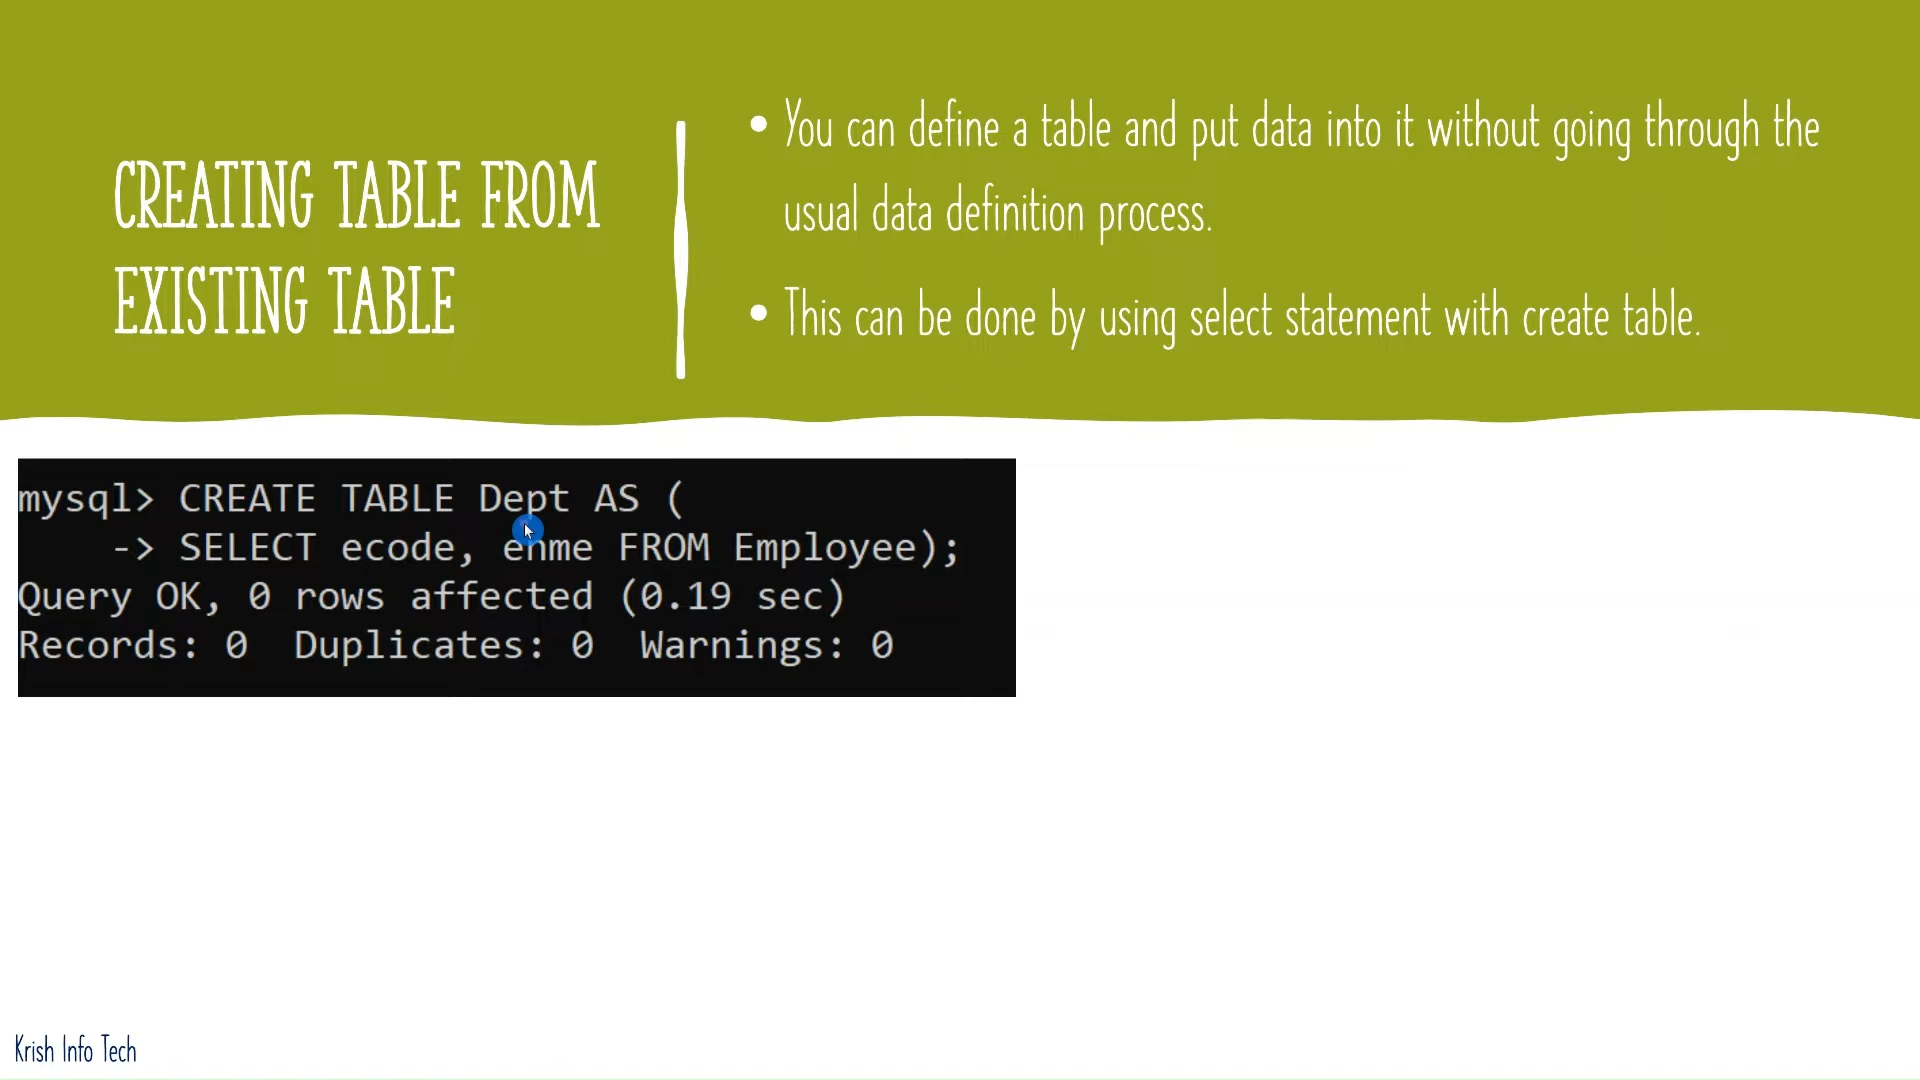 CREATING TABLE FROM
EXISTING TABLE
• You can define a table and put data into it without going through the
usual data definition process.
• This can be done by using select statement with create table.
mysql> CREATE TABLE Dept AS (
-> SELECT ecode, enme FROM Employee);
Query OK, 0 rows affected (0.19 sec)
Records: 0 Duplicates: 0 Warnings: 0
Krish Info Tech